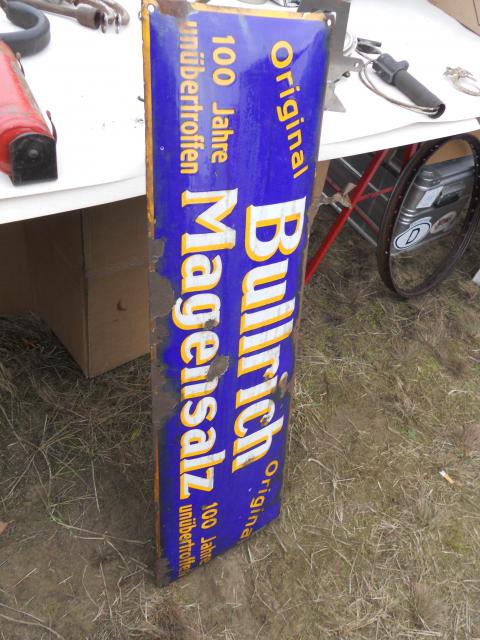 Original
100 Jahre
unübertroffen
Bullrich
Magensalz
Original
100 Jahre
unübertroffen
D